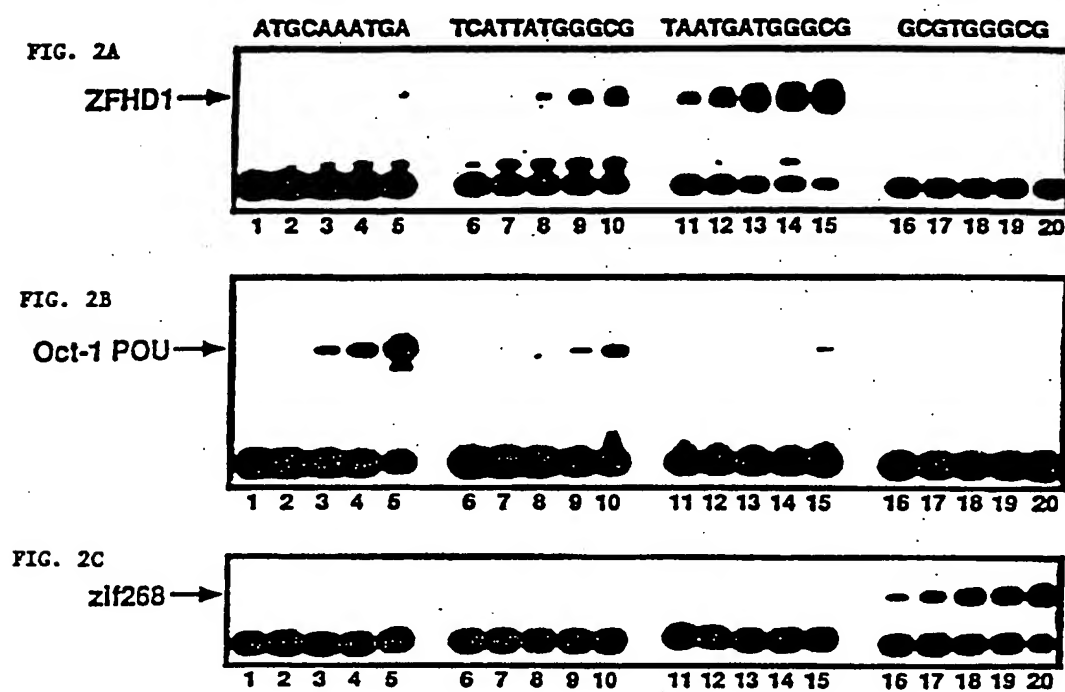 ATGCAAATGA TCATTATGGGCG TAATGATGGGCG GCGTGGGCG
FIG. 2A
ZFHD1
1 2 3 4 5 6 7 8 9 10 11 12 13 14 15 16 17 18 19 20
FIG. 2B
Oct-1 POU
1 2 3 4 5 6 7 8 9 10 11 12 13 14 15 16 17 18 19 20
FIG. 2C
zif268
1 2 3 4 5 6 7 8 9 10 11 12 13 14 15 16 17 18 19 20